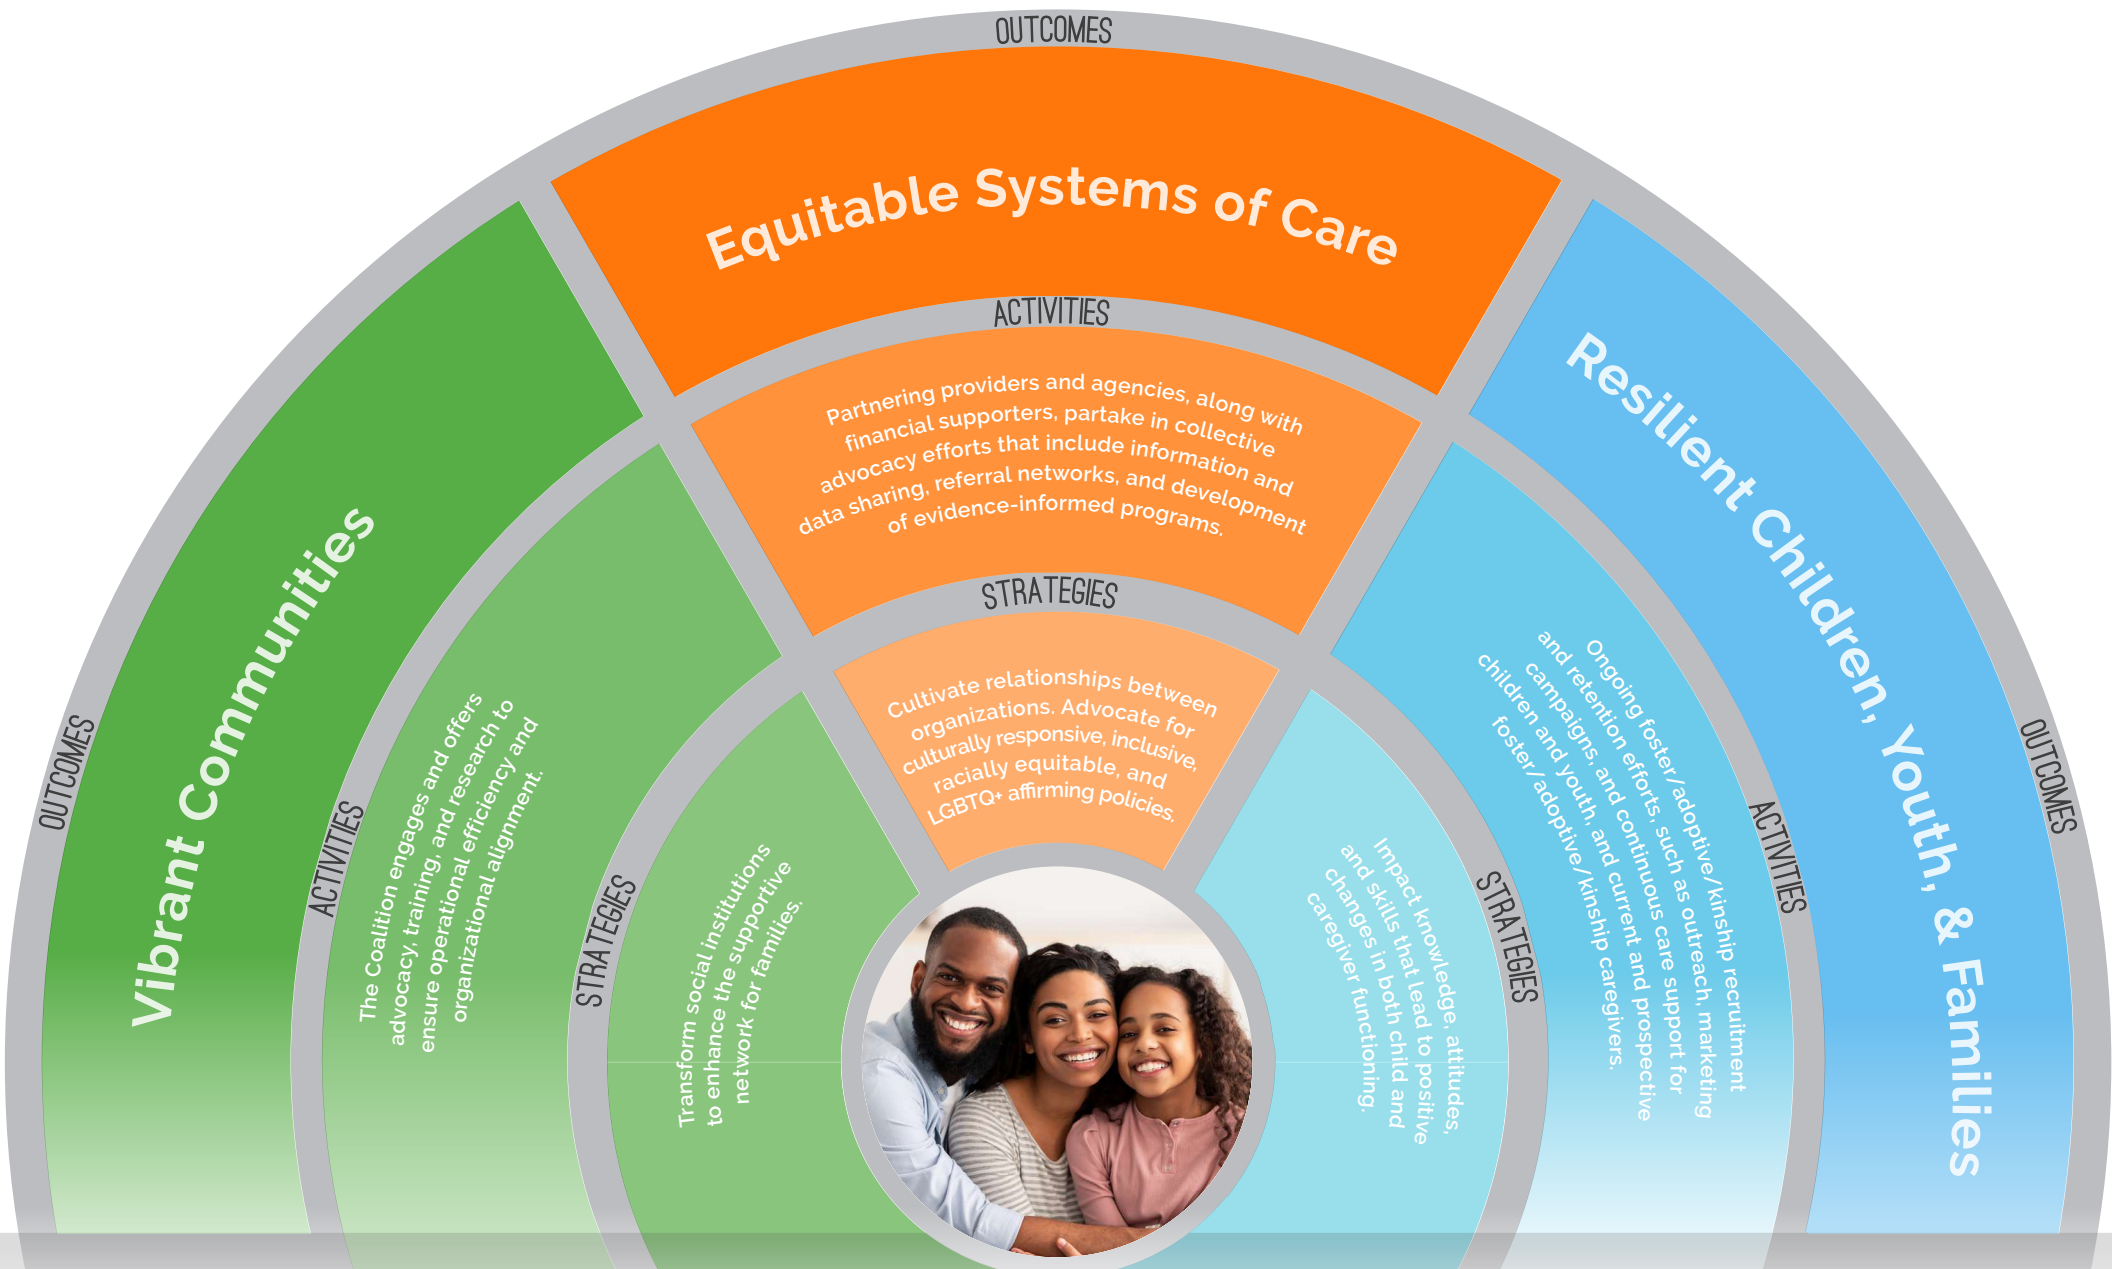 OUTCOMES
Equitable Systems of Care
ACTIVITIES
Partnering providers and agencies, along with
financial supporters, partake in collective
advocacy efforts that include information and
data sharing, referral networks, and development
of evidence-informed programs.
STRATEGIES
Cultivate relationships between
organizations. Advocate for
culturally responsive, inclusive,
racially equitable, and
LGBTQ+ affirming policies.
OUTCOMES
Vibrant Communities
ACTIVITIES
The Coalition engages and offers
advocacy, training, and research to
ensure operational efficiency and
organizational alignment.
STRATEGIES
Transform social institutions
to enhance the supportive
network for families.
OUTCOMES
Resilient Children, Youth, & Families
ACTIVITIES
Ongoing foster/adoptive/kinship recruitment
and retention efforts, such as outreach, marketing
campaigns, and continuous care support for
children and youth, and current and prospective
foster/adoptive/kinship caregivers.
STRATEGIES
Impact knowledge, attitudes,
and skills that lead to positive
changes in both child and
caregiver functioning.